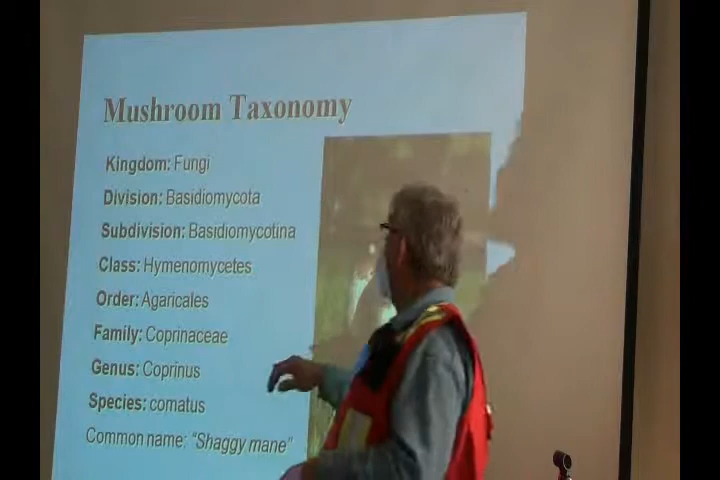 Mushroom Taxonomy
Kingdom: Fungi
Division: Basidiomycota
Subdivision: Basidiomycotina
Class: Hymenomycetes
Order: Agaricales
Family: Coprinaceae
Genus: Coprinus
Species: comatus
Common name: "Shaggy mane"